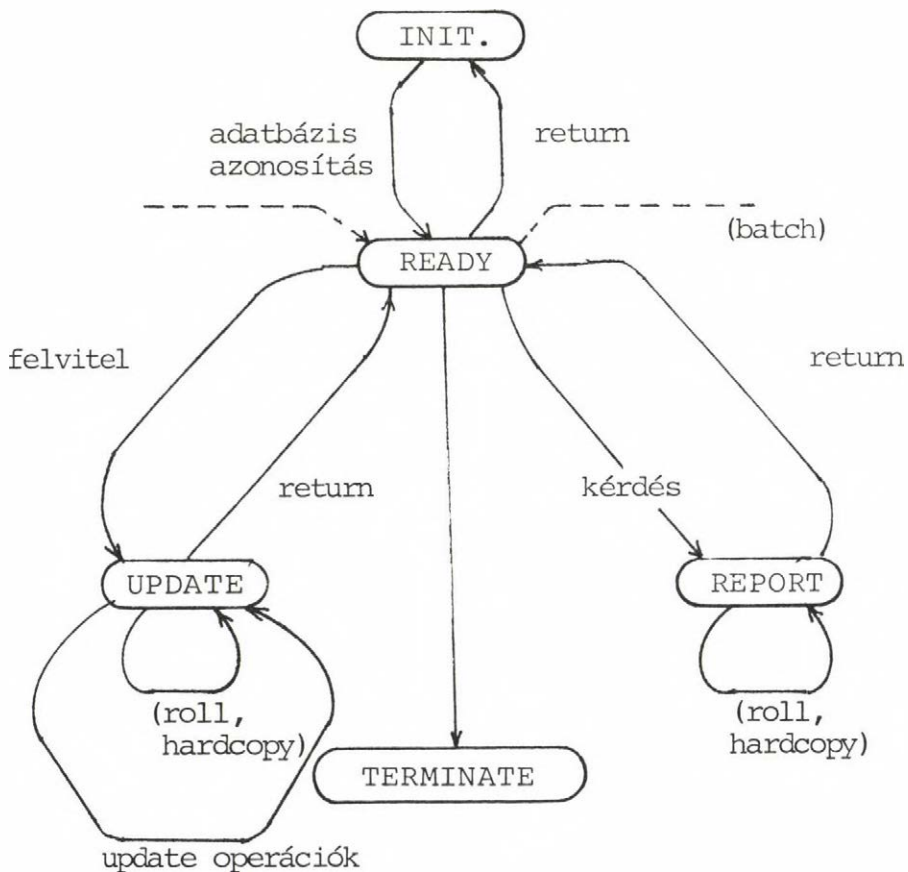 INIT.
adatbázis
azonosítás
return
(batch)
READY
felvitel
return
return
kérdés
UPDATE
REPORT
(roll,
hardcopy)
(roll,
hardcopy)
TERMINATE
update operációk